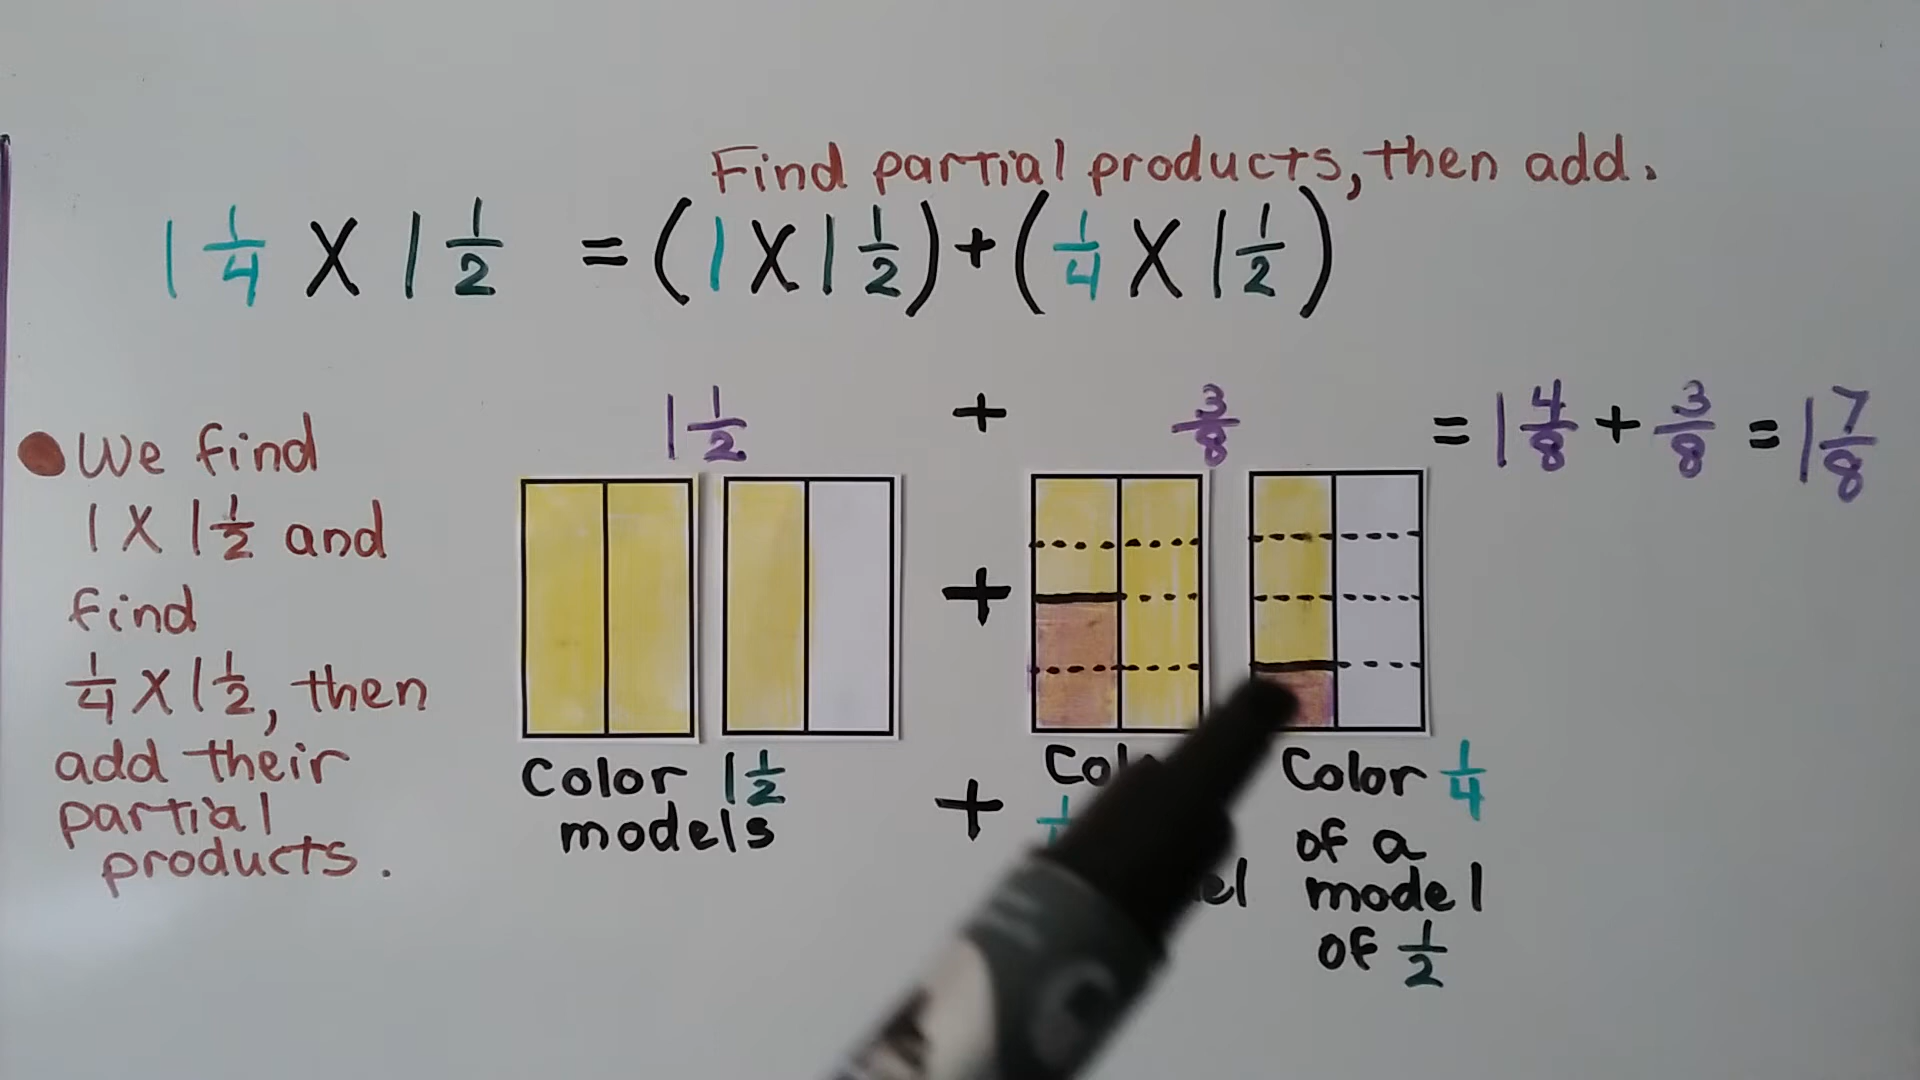 Find partial products, then add.
1 1/4 X 1 1/2 = (1 X 1 1/2) + (1/4 X 1 1/2)
1 1/2 + 3/8 = 1 4/8 + 3/8 = 1 7/8
We find
1 X 1 1/2 and
find
1/4 X 1 1/2, then
add their
partial
products.
+
Color 1 1/2
models
+
Color 1/4
of a
model
of 1/2